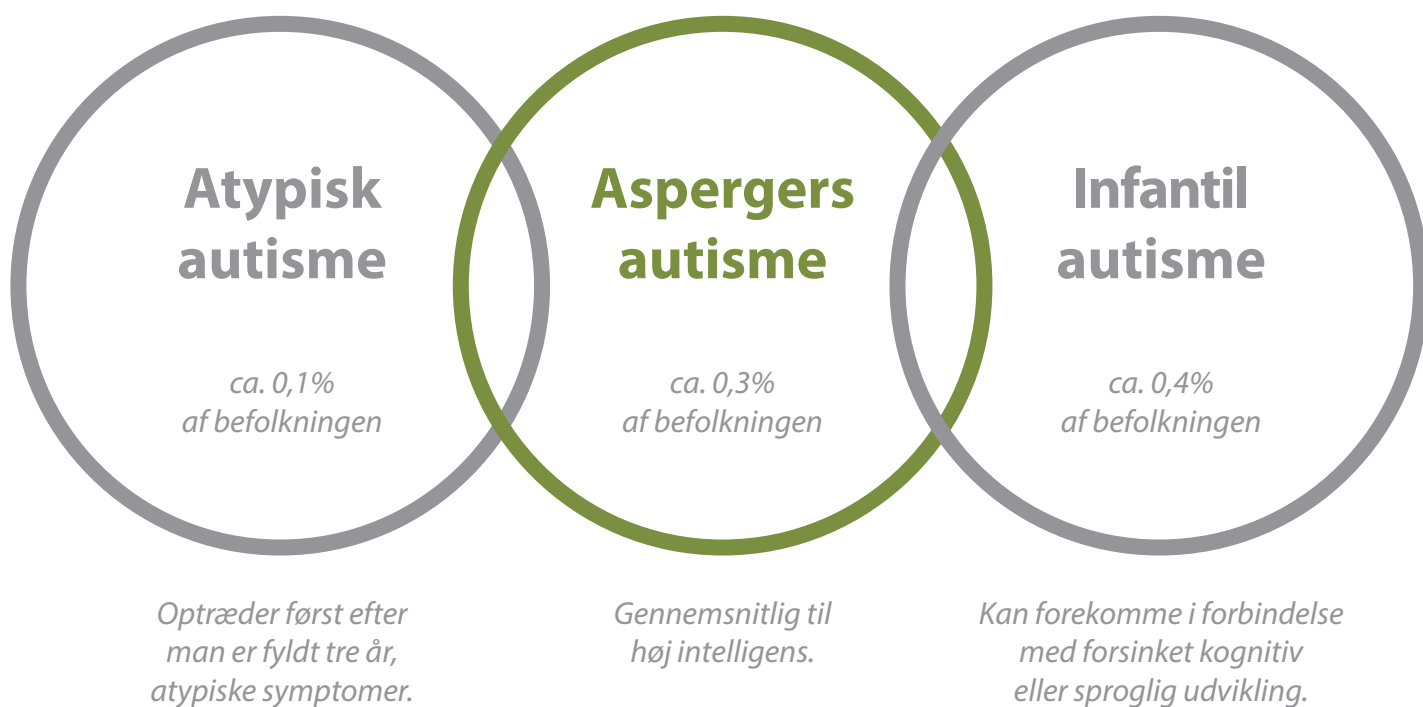 Atypisk
autisme
ca. 0,1%
af befolkningen
Optræder først efter
man er fyldt tre år,
atypiske symptomer.
Aspergers
autisme
ca. 0,3%
af befolkningen
Gennemsnitlig til
høj intelligens.
Infantil
autisme
ca. 0,4%
af befolkningen
Kan forekomme i forbindelse
med forsinket kognitiv
eller sproglig udvikling.